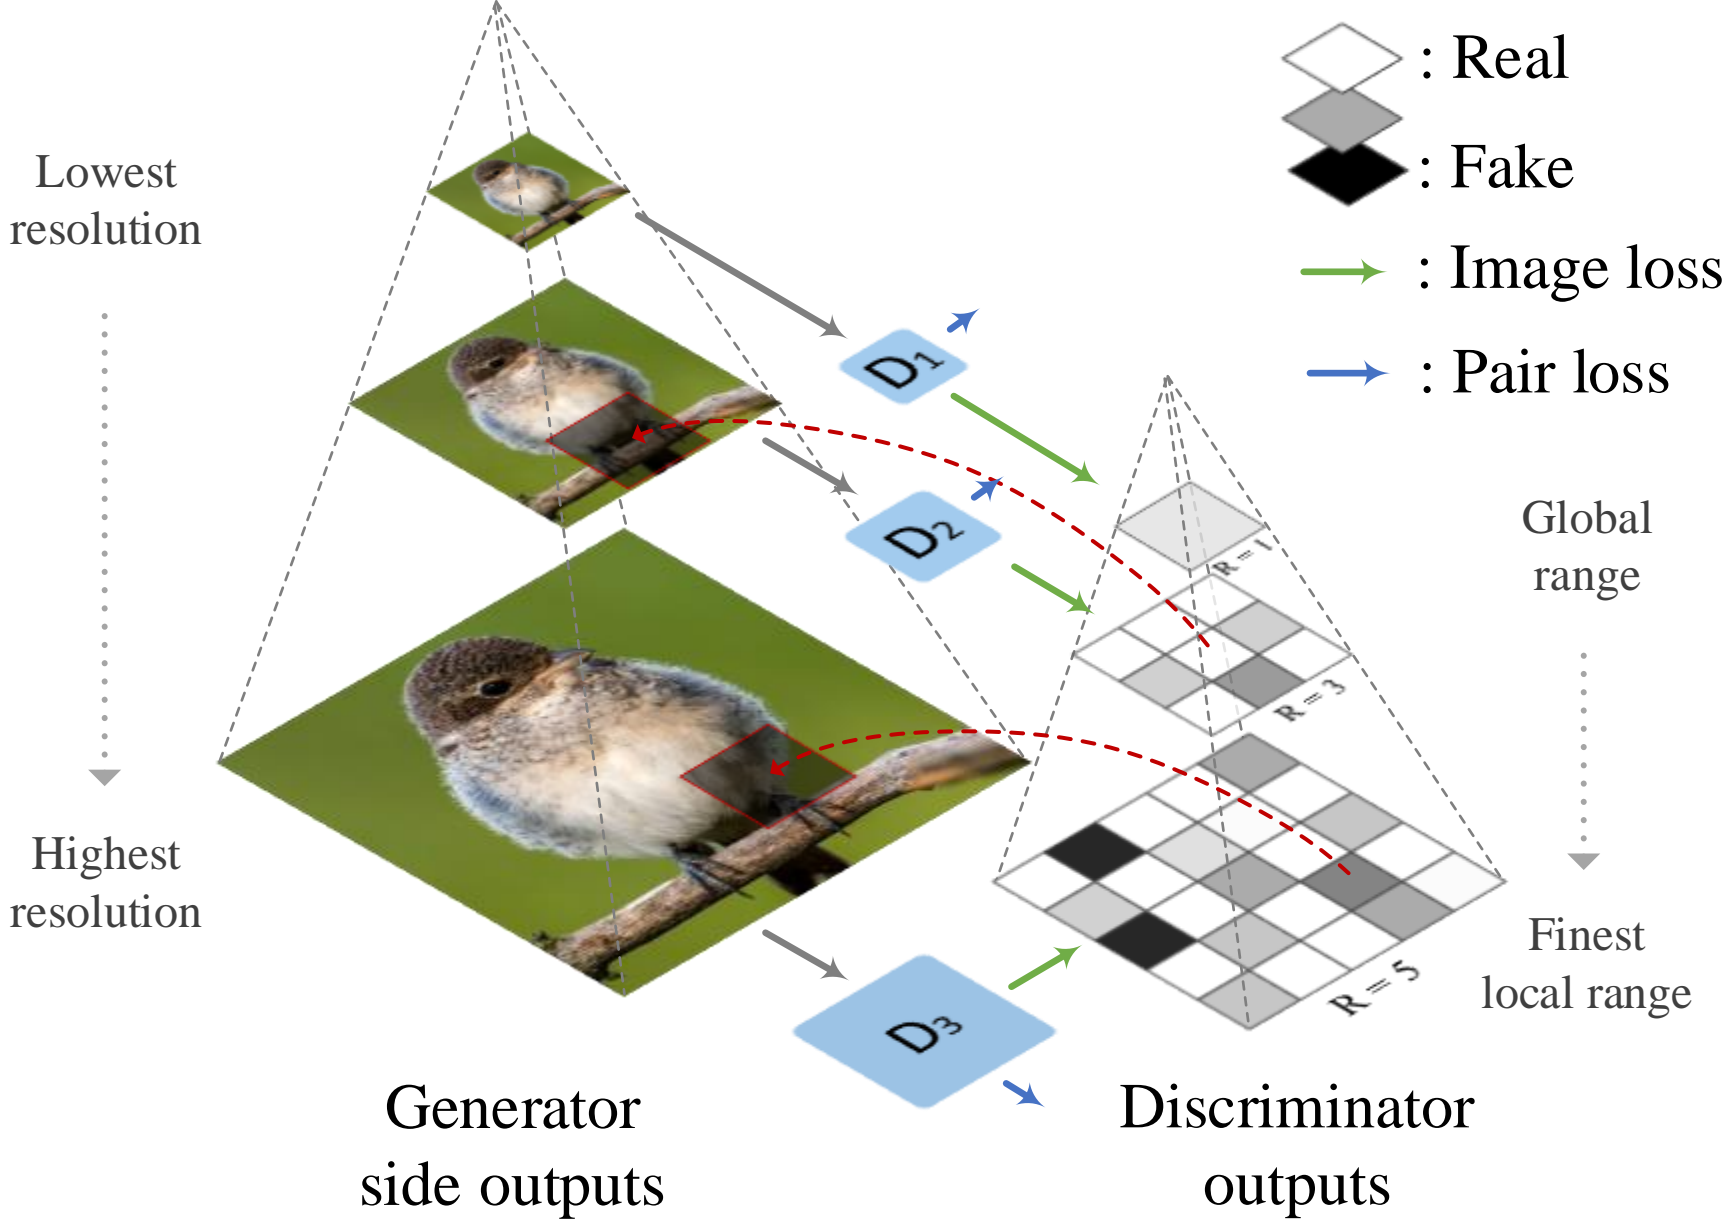 : Real
: Fake
: Image loss
: Pair loss
Lowest
resolution
Highest
resolution
D1
D2
D3
R = 1
R = 3
R = 5
Global
range
Finest
local range
Generator
side outputs
Discriminator
outputs